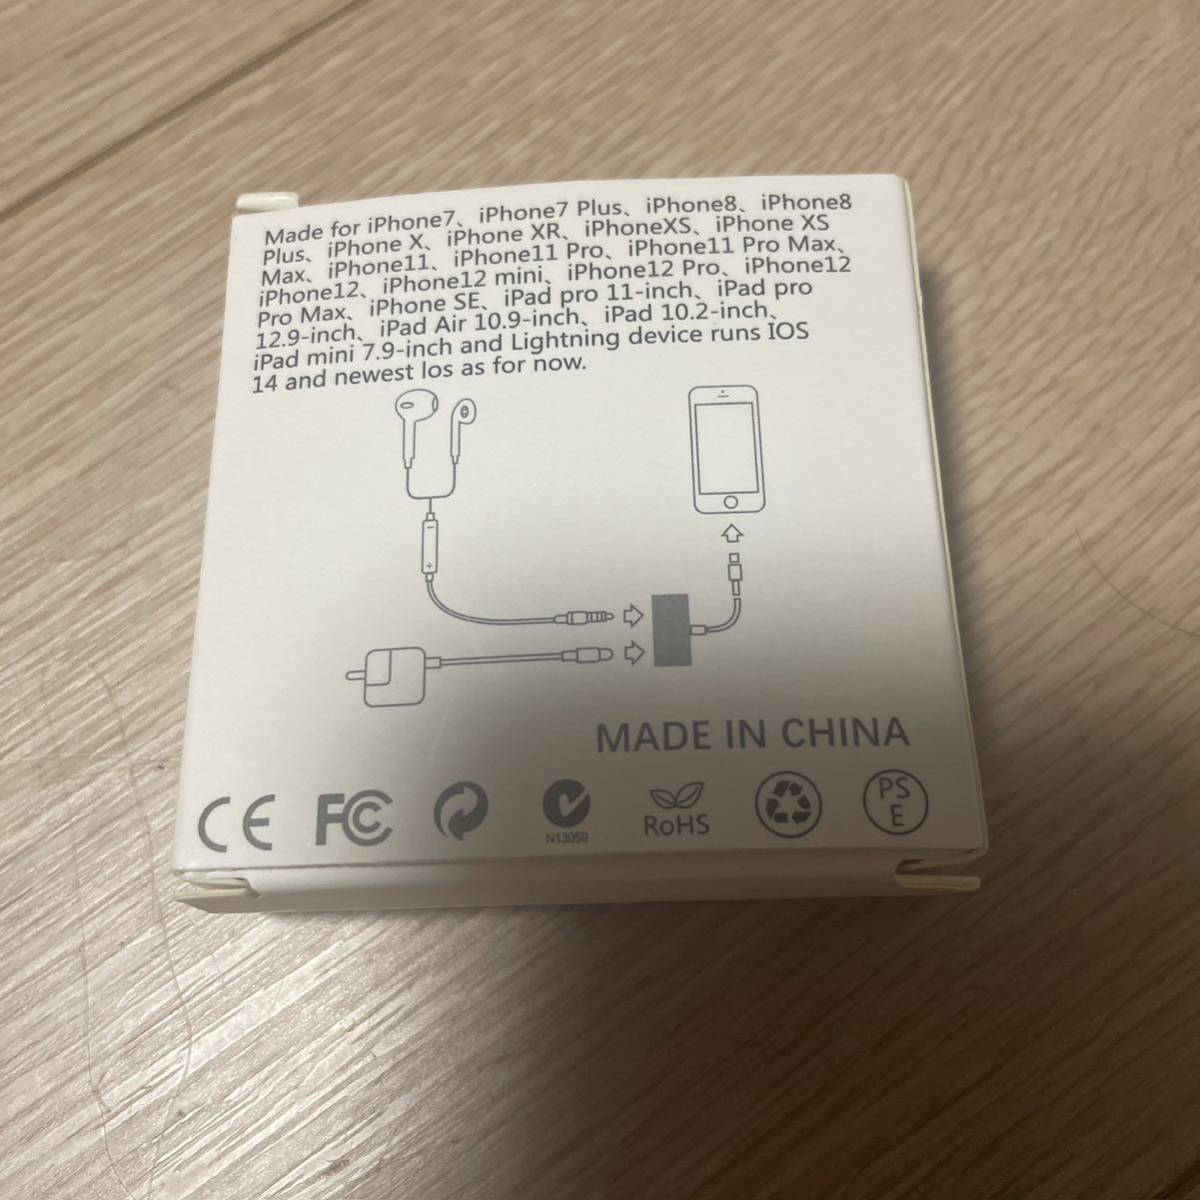 Made for iPhone7、iPhone7 Plus、iPhone8、iPhone8
Plus、iPhone X、iPhone XR、iPhoneXS、iPhone XS
Max、iPhone11、iPhone11 Pro、iPhone11 Pro Max、
iPhone12、iPhone12 mini、iPhone12 Pro、iPhone12
Pro Max、iPhone SE、iPad pro 11-inch、iPad pro
12.9-inch、iPad Air 10.9-inch、iPad 10.2-inch、
iPad mini 7.9-inch and Lightning device runs IOS
14 and newest los as for now.
MADE IN CHINA
CE FC N13059 RoHS PS E